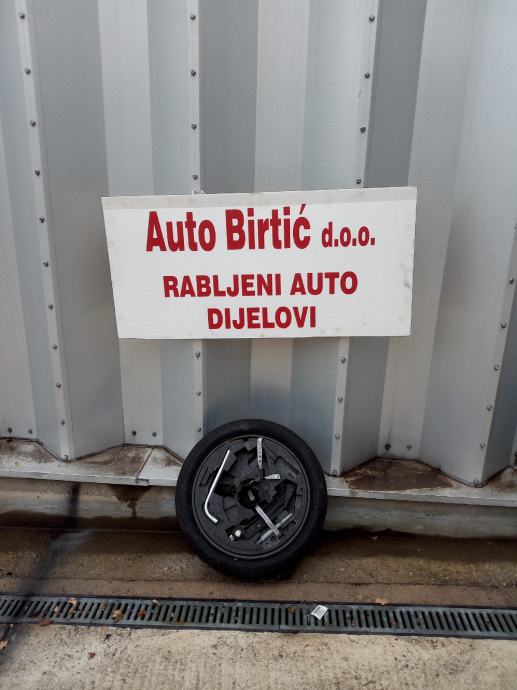 Auto Birtić d.o.o.
RABLJENI AUTO
DIJELOVI